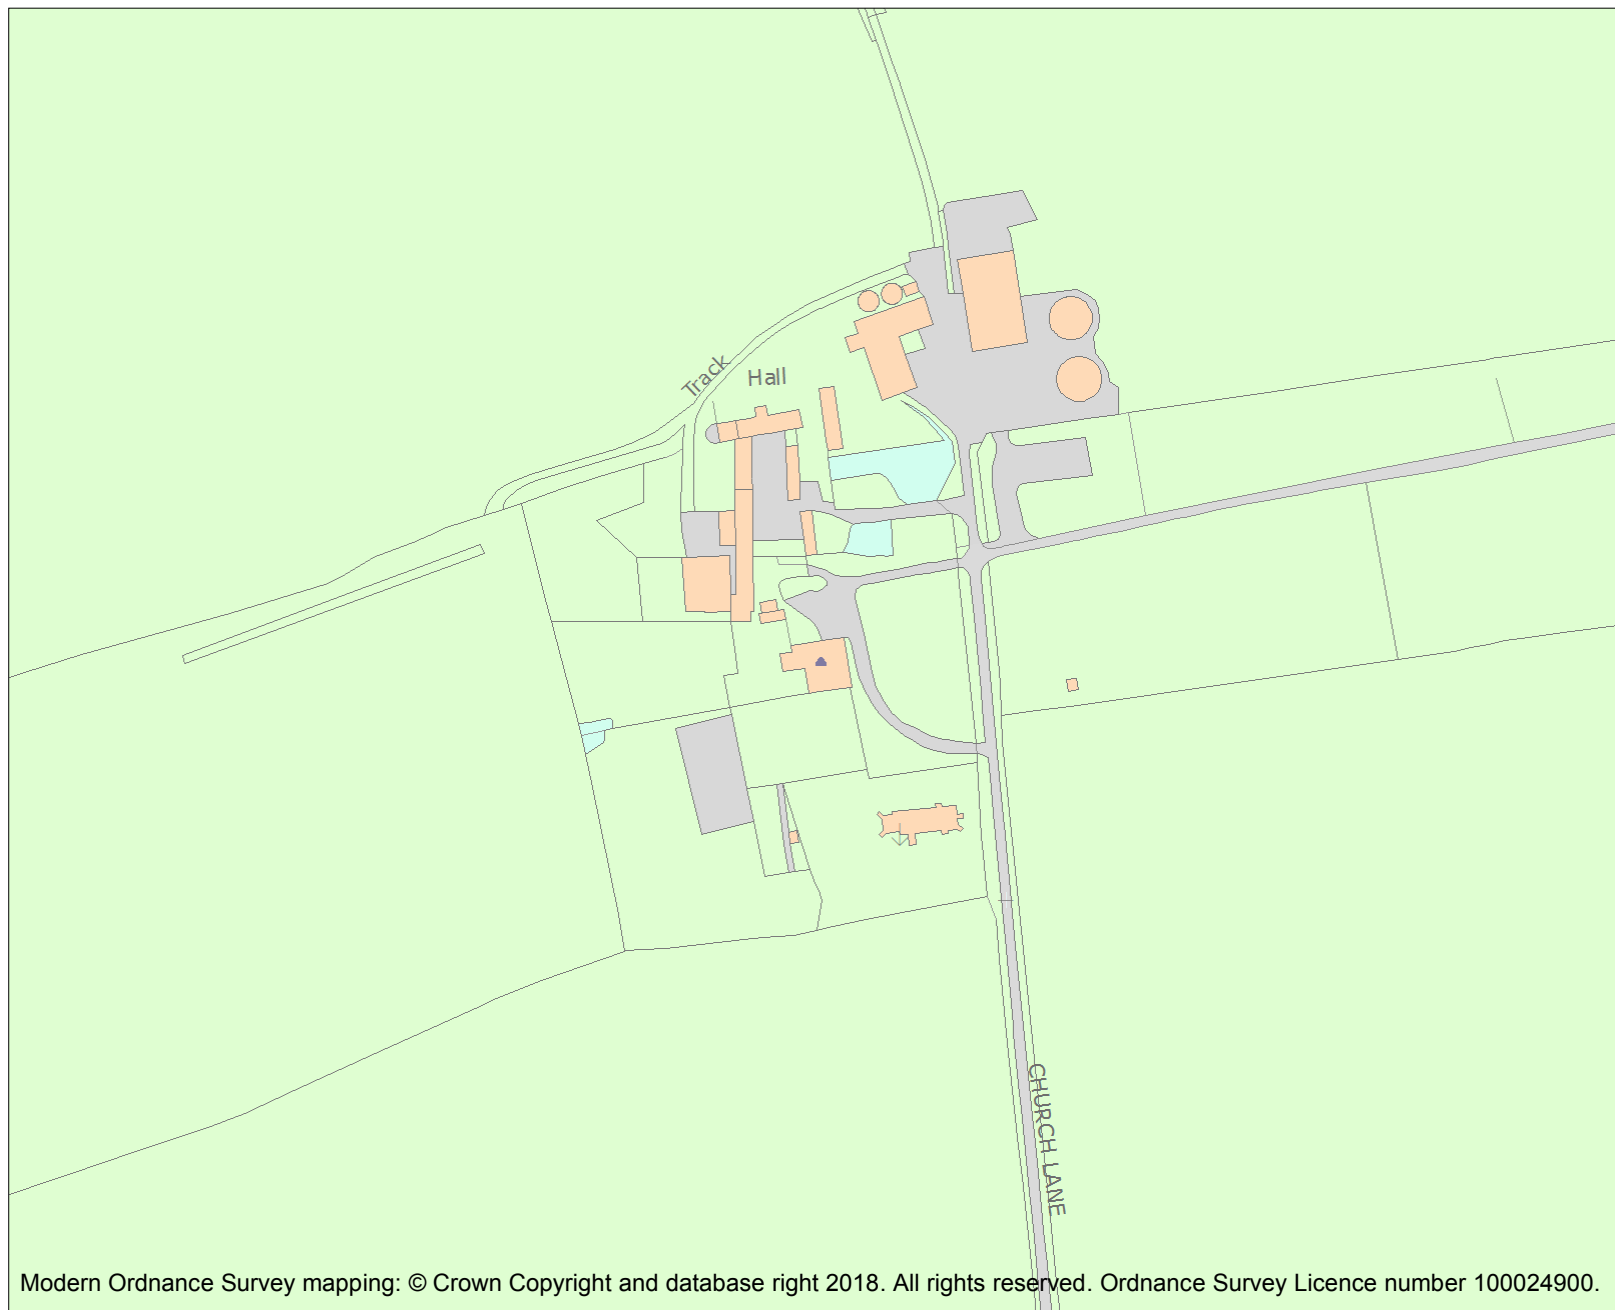 Track
Hall
CHURCH LANE
Modern Ordnance Survey mapping: © Crown Copyright and database right 2018. All rights reserved. Ordnance Survey Licence number 100024900.